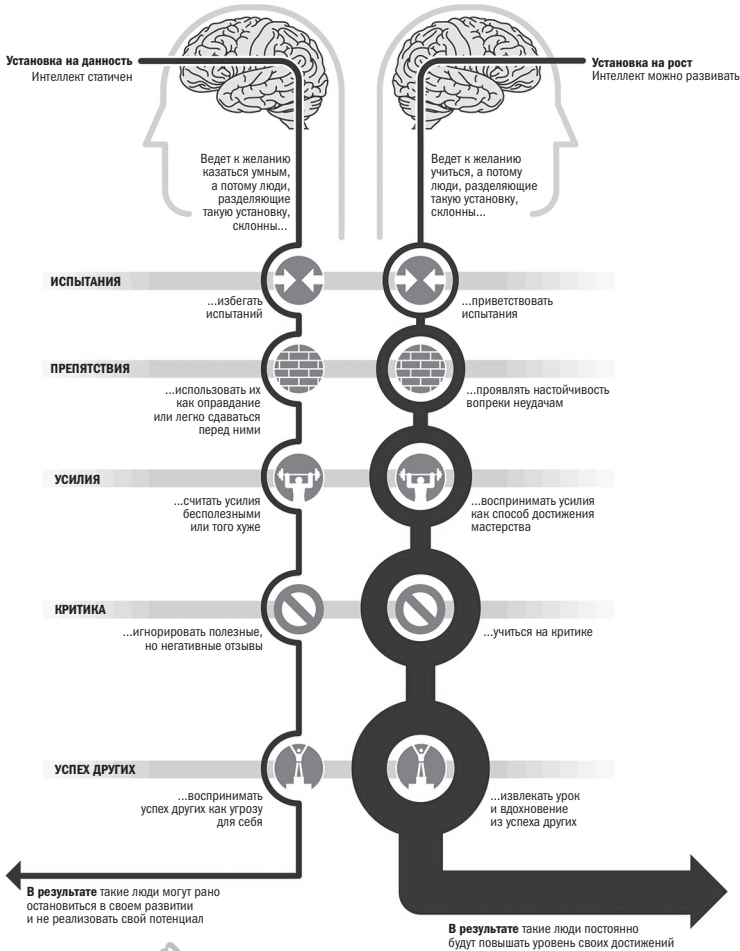 Установка на данность
Интеллект статичен
Установка на рост
Интеллект можно развивать
Ведет к желанию
казаться умным,
а потому люди,
разделяющие
такую установку,
склонны...
Ведет к желанию
учиться, а потому
люди, разделяющие
такую установку,
склонны...
ИСПЫТАНИЯ
...избегать
испытаний
...приветствовать
испытания
ПРЕПЯТСТВИЯ
...использовать их
как оправдание
или легко сдаваться
перед ними
...проявлять настойчивость
вопреки неудачам
УСИЛИЯ
...считать усилия
бесполезными
или того хуже
...воспринимать усилия
как способ достижения
мастерства
КРИТИКА
...игнорировать полезные,
но негативные отзывы
...учиться на критике
УСПЕХ ДРУГИХ
...воспринимать
успех других как угрозу
для себя
...извлекать урок
и вдохновение
из успеха других
В результате такие люди могут рано
остановиться в своем развитии
и не реализовать свой потенциал
В результате такие люди постоянно
будут повышать уровень своих достижений